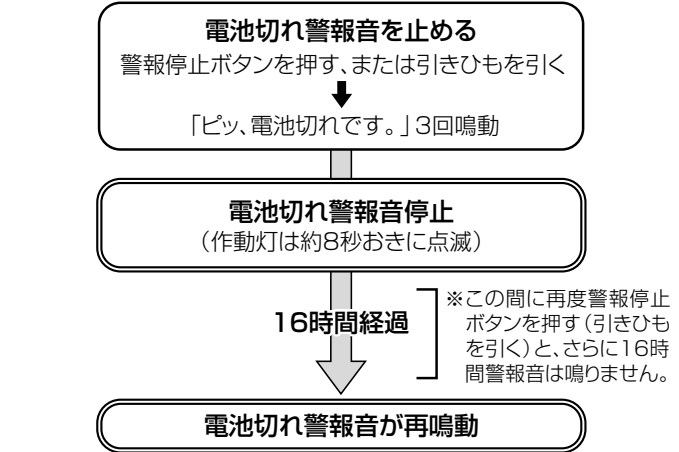 電池切れ警報音を止める
警報停止ボタンを押す、または引きひもを引く
「ピッ、電池切れです。」3回鳴動
電池切れ警報音停止
（作動灯は約8秒おきに点滅）
16時間経過
※この間に再度警報停止
ボタンを押す（引きひも
を引く）と、さらに16時
間警報音は鳴りません。
電池切れ警報音が再鳴動